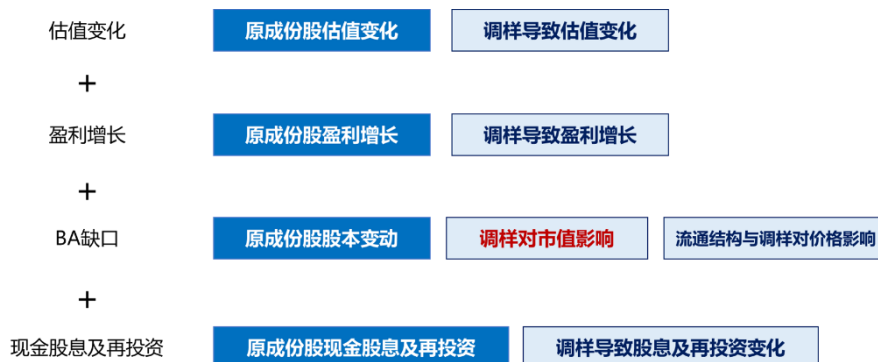 估值变化 原成份股估值变化 调样导致估值变化
+
盈利增长 原成份股盈利增长 调样导致盈利增长
+
BA缺口 原成份股股本变动 调样对市值影响 流通结构与调样对价格影响
+
现金股息及再投资 原成份股现金股息及再投资 调样导致股息及再投资变化